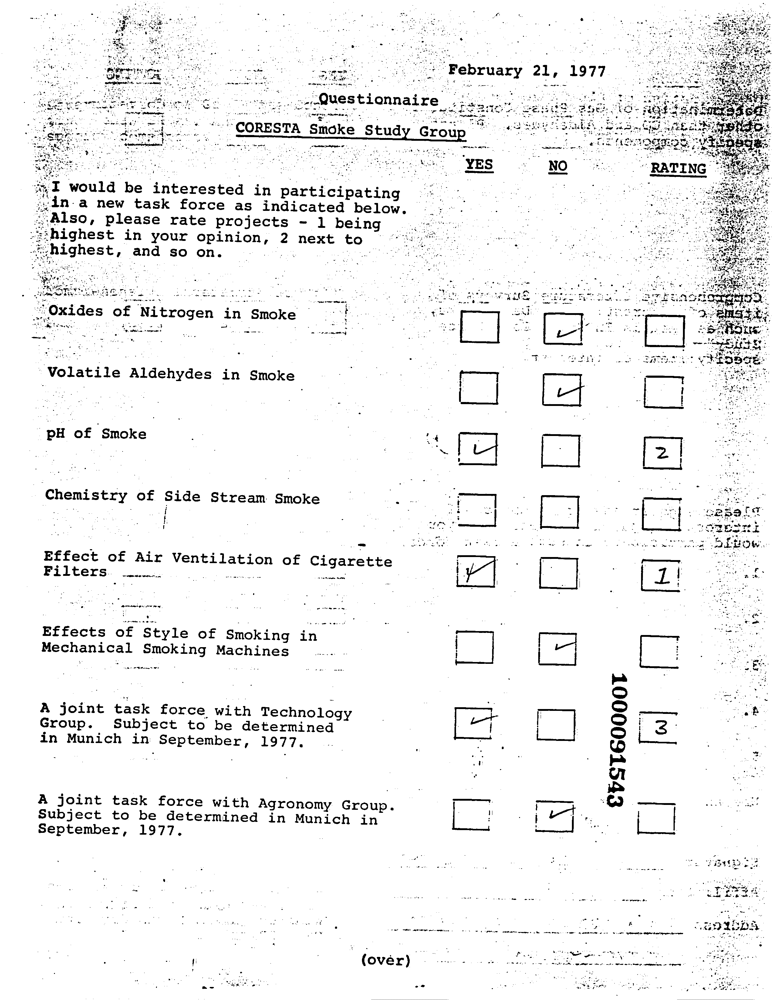 February 21, 1977
Questionnaire
CORESTA Smoke Study Group
YES NO RATING
I would be interested in participating
in a new task force as indicated below.
Also, please rate projects - 1 being
highest in your opinion, 2 next to
highest, and so on.
Oxides of Nitrogen in Smoke
✓
Volatile Aldehydes in Smoke
✓
pH of Smoke
✓ 2
Chemistry of Side Stream Smoke
Effect of Air Ventilation of Cigarette
Filters
✓ 1
Effects of Style of Smoking in
Mechanical Smoking Machines
✓
A joint task force with Technology
Group. Subject to be determined
in Munich in September, 1977.
✓ 3
A joint task force with Agronomy Group.
Subject to be determined in Munich in
September, 1977.
✓
1000091543
(over)